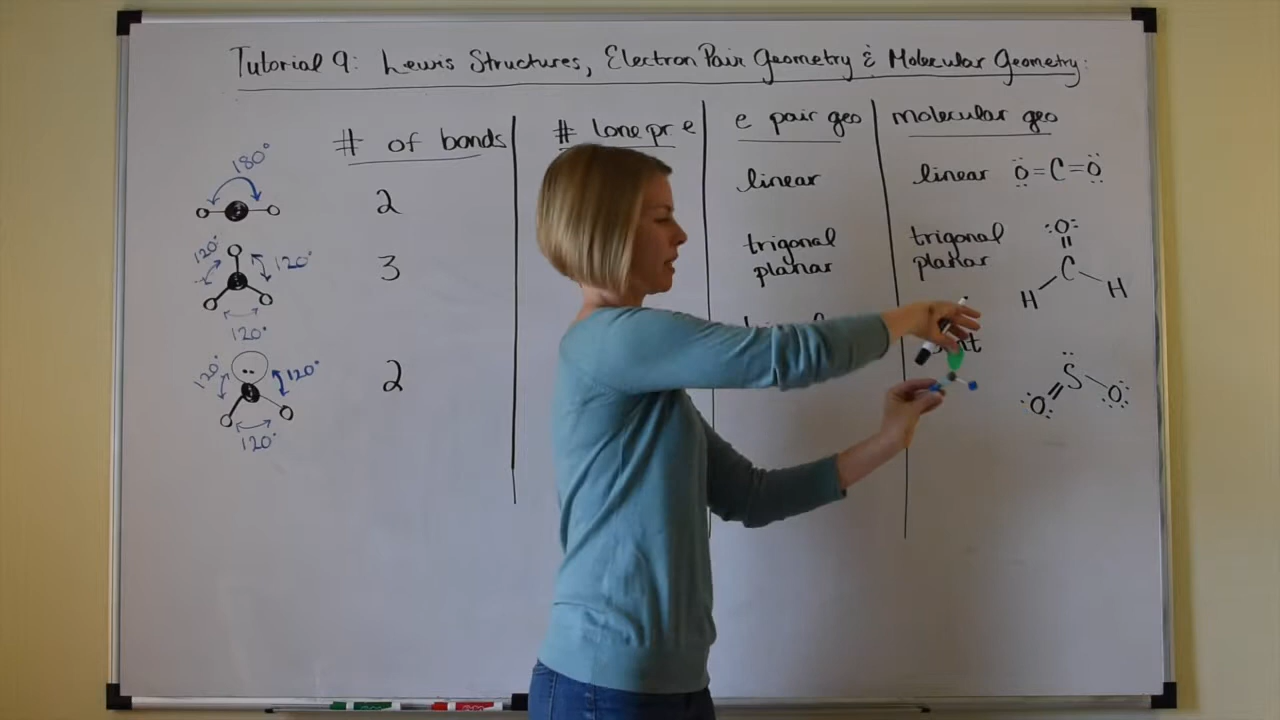 Tutorial 9: Lewis Structures, Electron Pair Geometry & Molecular Geometry:
# of bonds
# lone pr e
e pair geo
molecular geo
180°
2
linear
linear
O=C=O
120°
120°
120°
3
trigonal
planar
trigonal
planar
O
C
H
H
120°
120°
120°
2
S
O
O